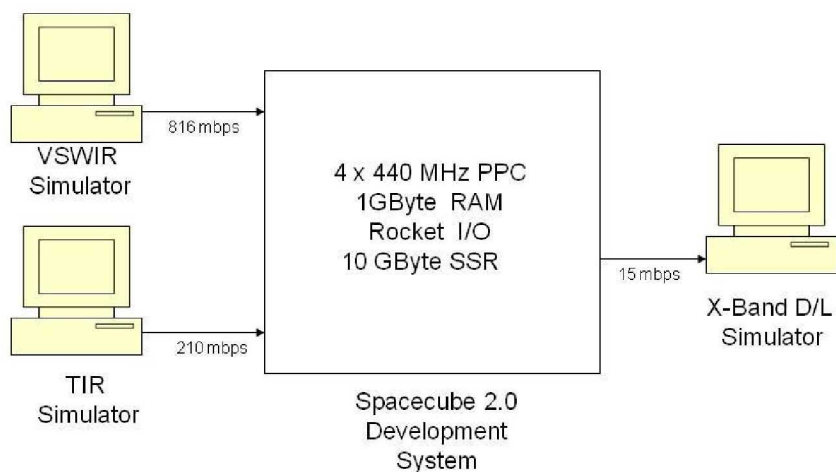 816 mbps
VSWIR
Simulator
210 mbps
TIR
Simulator
4 x 440 MHz PPC
1GByte RAM
Rocket I/O
10 GByte SSR
Spacecube 2.0
Development
System
15 mbps
X-Band D/L
Simulator